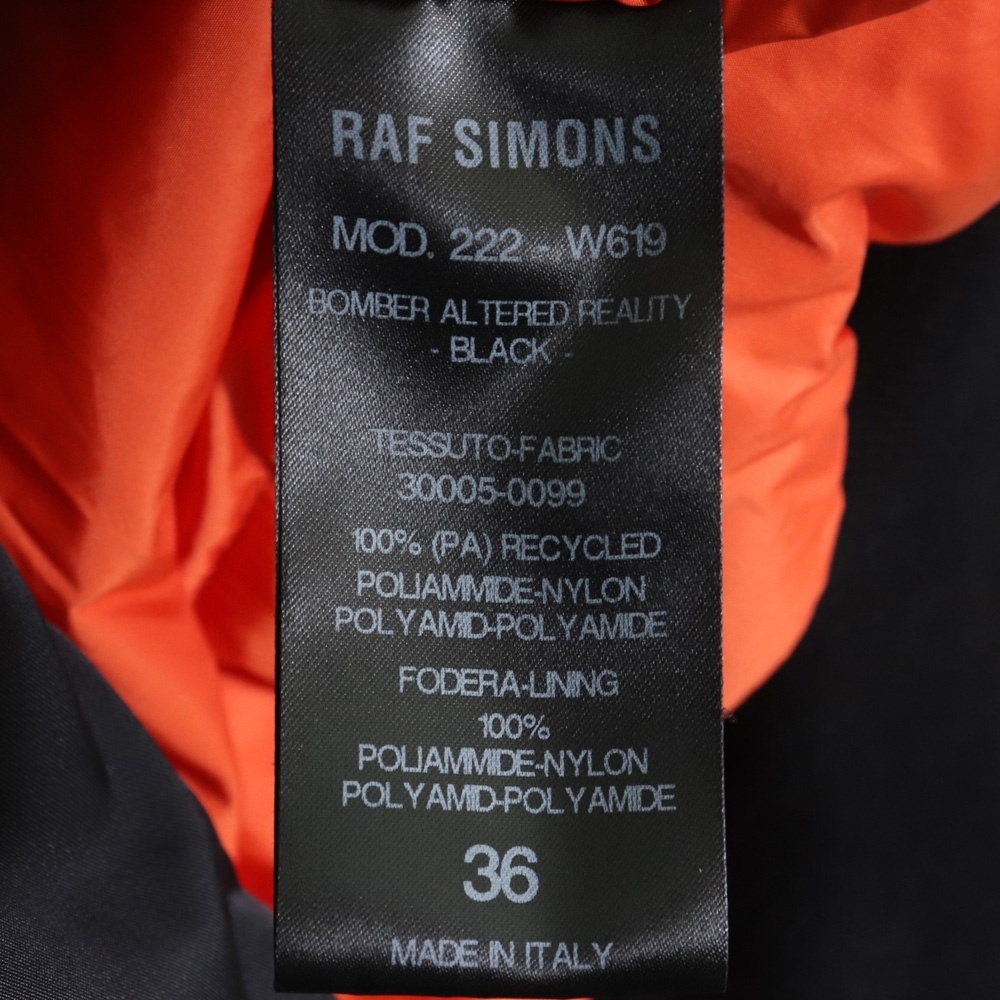 RAF SIMONS
MOD. 222 - W619
BOMBER ALTERED REALITY
- BLACK -
TESSUTO-FABRIC
30005-0099
100% (PA) RECYCLED
POLIAMMIDE-NYLON
POLYAMID-POLYAMIDE
FODERA-LINING
100%
POLIAMMIDE-NYLON
POLYAMID-POLYAMIDE
36
MADE IN ITALY